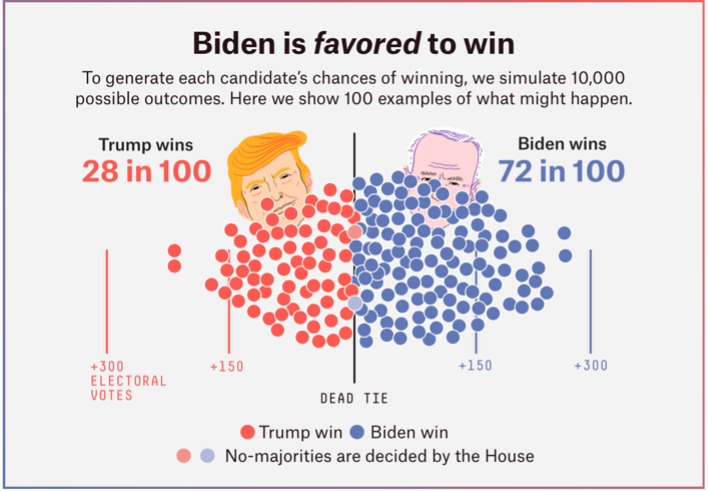 Biden is favored to win
To generate each candidate's chances of winning, we simulate 10,000
possible outcomes. Here we show 100 examples of what might happen.
Trump wins
28 in 100
Biden wins
72 in 100
+300
ELECTORAL
VOTES
+150
+150
+300
DEAD TIE
Trump win Biden win
No-majorities are decided by the House